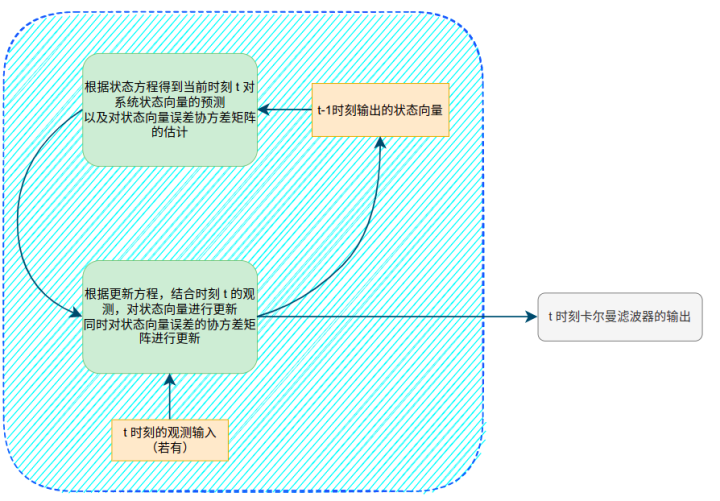 根据状态方程得到当前时刻 t 对
系统状态向量的预测
以及对状态向量误差协方差矩阵
的估计
t-1时刻输出的状态向量
根据更新方程，结合时刻 t 的观
测，对状态向量进行更新
同时对状态向量误差的协方差矩
阵进行更新
t 时刻卡尔曼滤波器的输出
t 时刻的观测输入
（若有）